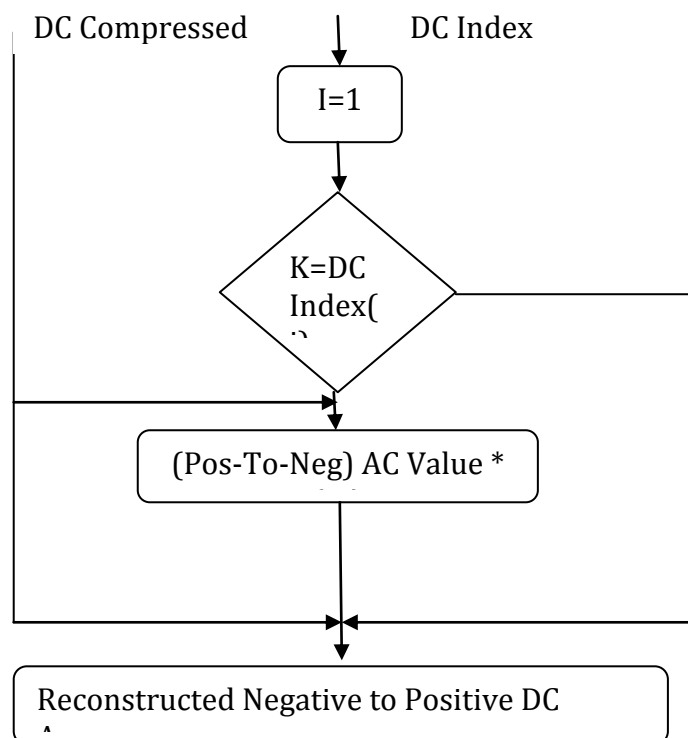 DC Compressed
DC Index
I=1
K=DC
Index(
(Pos-To-Neg) AC Value *
Reconstructed Negative to Positive DC